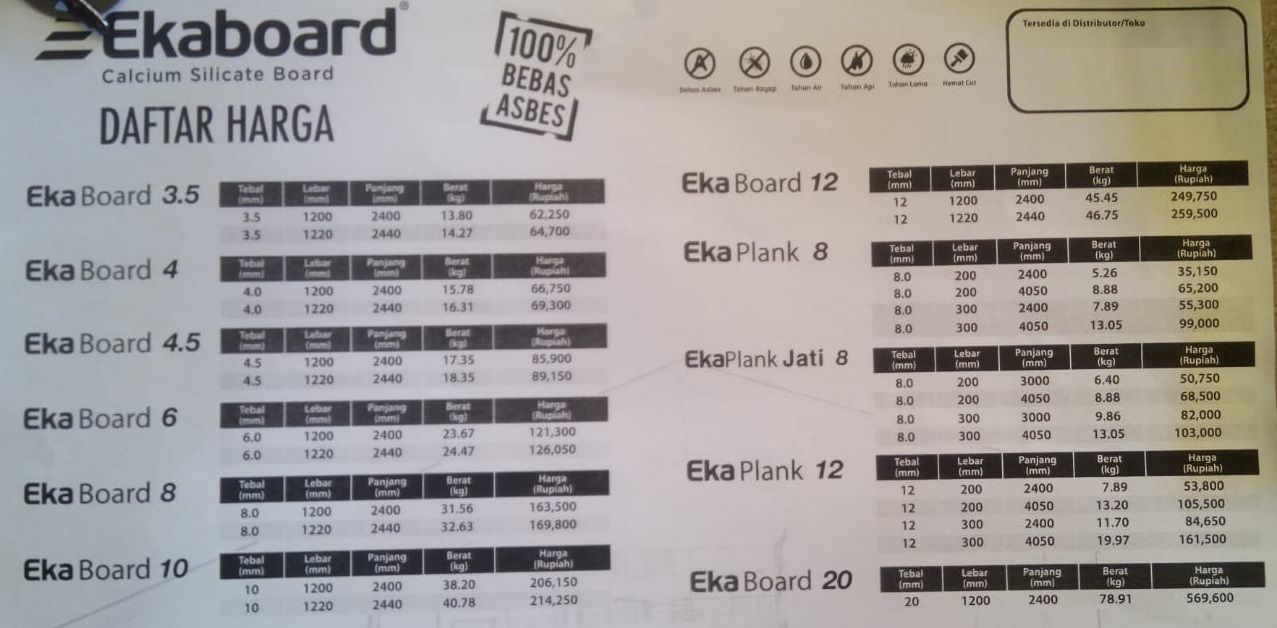 Ekaboard®
Calcium Silicate Board
DAFTAR HARGA
100%
BEBAS
ASBES
Bebas Asbes Tahan Rayap Tahan Air Tahan Api Tahan Lama Hemat Cut
Tersedia di Distributor/Toko
Eka Board 3.5
Tebal (mm) Lebar (mm) Panjang (mm) Berat (kg) Harga (Rupiah)
3.5 1200 2400 13.80 62,250
3.5 1220 2440 14.27 64,700
Eka Board 4
Tebal (mm) Lebar (mm) Panjang (mm) Berat (kg) Harga (Rupiah)
4.0 1200 2400 15.78 66,750
4.0 1220 2440 16.31 69,300
Eka Board 4.5
Tebal (mm) Lebar (mm) Panjang (mm) Berat (kg) Harga (Rupiah)
4.5 1200 2400 17.35 85,900
4.5 1220 2440 18.35 89,150
Eka Board 6
Tebal (mm) Lebar (mm) Panjang (mm) Berat (kg) Harga (Rupiah)
6.0 1200 2400 23.67 121,300
6.0 1220 2440 24.47 126,050
Eka Board 8
Tebal (mm) Lebar (mm) Panjang (mm) Berat (kg) Harga (Rupiah)
8.0 1200 2400 31.56 163,500
8.0 1220 2440 32.63 169,800
Eka Board 10
Tebal (mm) Lebar (mm) Panjang (mm) Berat (kg) Harga (Rupiah)
10 1200 2400 38.20 206,150
10 1220 2440 40.78 214,250
Eka Board 12
Tebal (mm) Lebar (mm) Panjang (mm) Berat (kg) Harga (Rupiah)
12 1200 2400 45.45 249,750
12 1220 2440 46.75 259,500
Eka Plank 8
Tebal (mm) Lebar (mm) Panjang (mm) Berat (kg) Harga (Rupiah)
8.0 200 2400 5.26 35,150
8.0 200 4050 8.88 65,200
8.0 300 2400 7.89 55,300
8.0 300 4050 13.05 99,000
EkaPlank Jati 8
Tebal (mm) Lebar (mm) Panjang (mm) Berat (kg) Harga (Rupiah)
8.0 200 3000 6.40 50,750
8.0 200 4050 8.88 68,500
8.0 300 3000 9.86 82,000
8.0 300 4050 13.05 103,000
Eka Plank 12
Tebal (mm) Lebar (mm) Panjang (mm) Berat (kg) Harga (Rupiah)
12 200 2400 7.89 53,800
12 200 4050 13.20 105,500
12 300 2400 11.70 84,650
12 300 4050 19.97 161,500
Eka Board 20
Tebal (mm) Lebar (mm) Panjang (mm) Berat (kg) Harga (Rupiah)
20 1200 2400 78.91 569,600